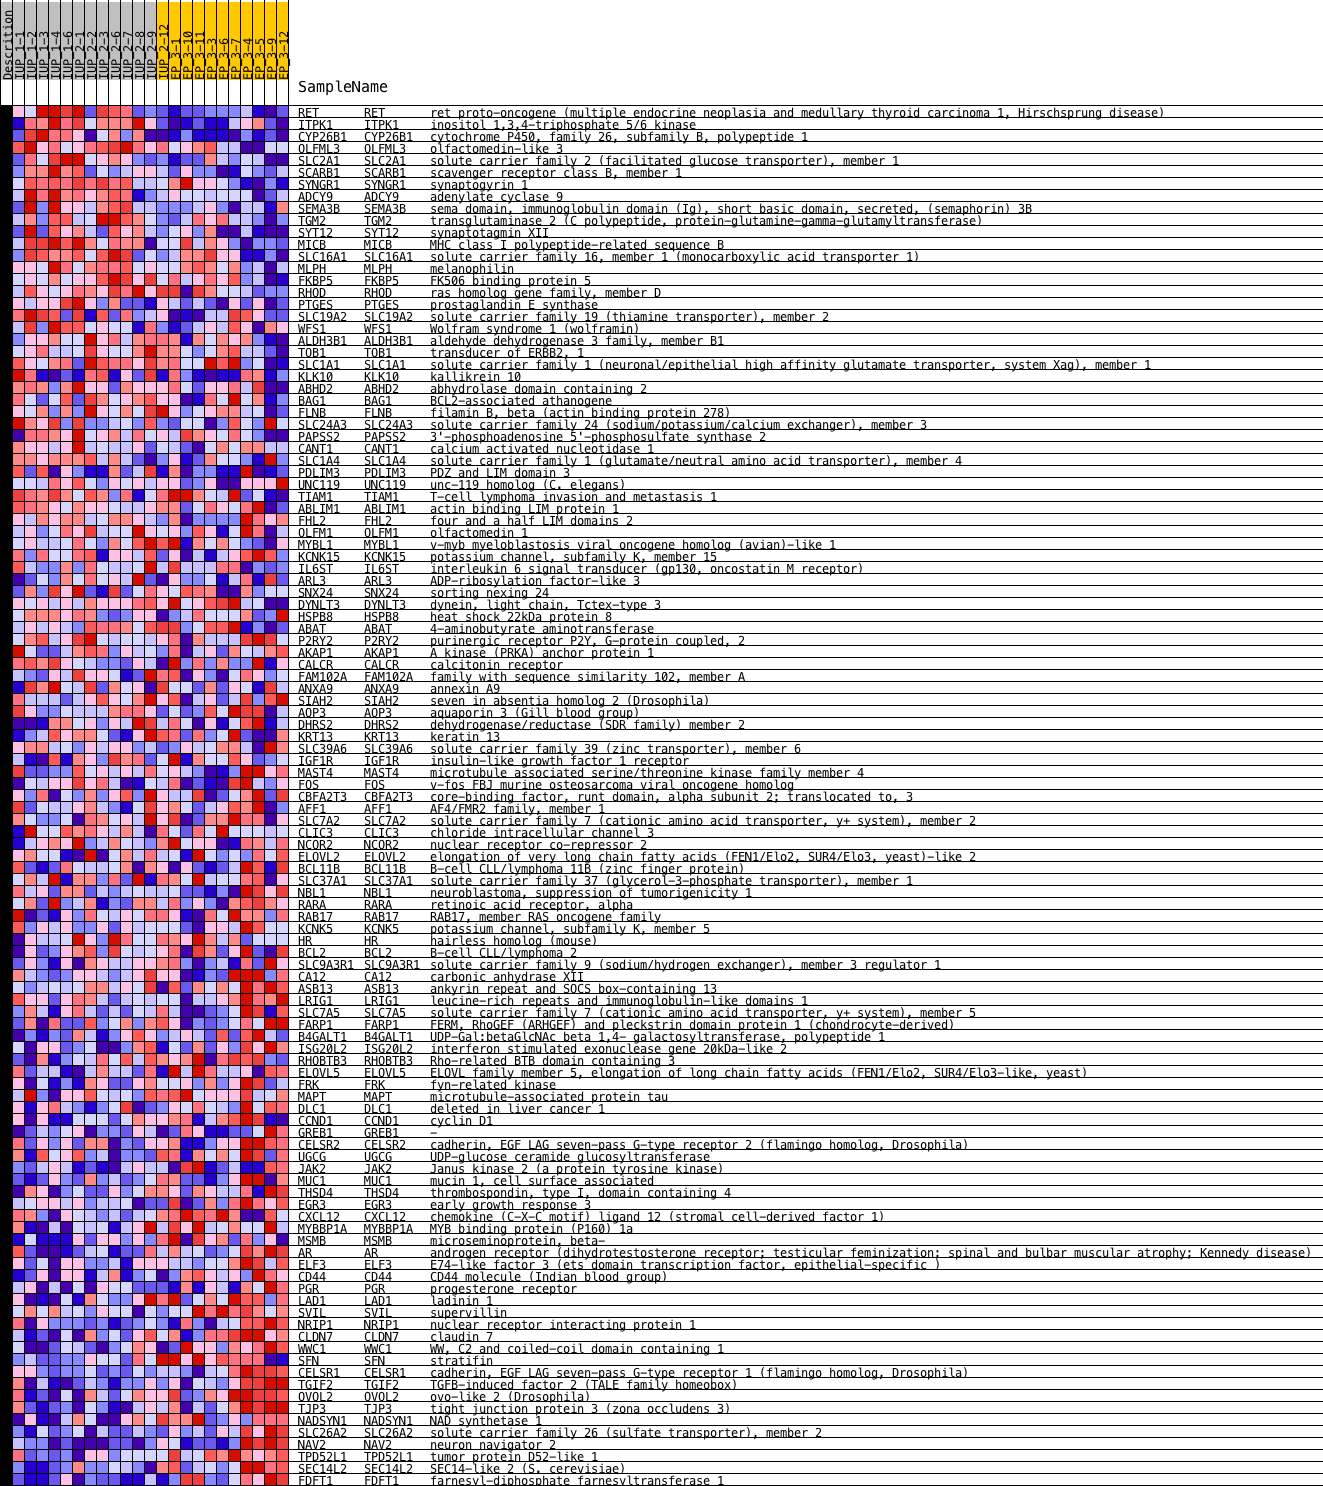 Descrition
IUP_1-1
IUP_1-2
IUP_1-3
IUP_1-4
IUP_1-6
IUP_2-1
IUP_2-2
IUP_2-3
IUP_2-6
IUP_2-7
IUP_2-8
IUP_2-9
IUP_2-12
EP_3-1
EP_3-10
EP_3-11
EP_3-3
EP_3-6
EP_3-7
EP_3-4
EP_3-5
EP_3-9
EP_3-12
SampleName
RET RET ret proto-oncogene (multiple endocrine neoplasia and medullary thyroid carcinoma 1, Hirschsprung disease)
ITPK1 ITPK1 inositol 1,3,4-triphosphate 5/6 kinase
CYP26B1 CYP26B1 cytochrome P450, family 26, subfamily B, polypeptide 1
OLFML3 OLFML3 olfactomedin-like 3
SLC2A1 SLC2A1 solute carrier family 2 (facilitated glucose transporter), member 1
SCARB1 SCARB1 scavenger receptor class B, member 1
SYNGR1 SYNGR1 synaptogyrin 1
ADCY9 ADCY9 adenylate cyclase 9
SEMA3B SEMA3B sema domain, immunoglobulin domain (Ig), short basic domain, secreted, (semaphorin) 3B
TGM2 TGM2 transglutaminase 2 (C polypeptide, protein-glutamine-gamma-glutamyltransferase)
SYT12 SYT12 synaptotagmin XII
MICB MICB MHC class I polypeptide-related sequence B
SLC16A1 SLC16A1 solute carrier family 16, member 1 (monocarboxylic acid transporter 1)
MLPH MLPH melanophilin
FKBP5 FKBP5 FK506 binding protein 5
RHOD RHOD ras homolog gene family, member D
PTGES PTGES prostaglandin E synthase
SLC19A2 SLC19A2 solute carrier family 19 (thiamine transporter), member 2
WFS1 WFS1 Wolfram syndrome 1 (wolframin)
ALDH3B1 ALDH3B1 aldehyde dehydrogenase 3 family, member B1
TOB1 TOB1 transducer of ERBB2, 1
SLC1A1 SLC1A1 solute carrier family 1 (neuronal/epithelial high affinity glutamate transporter, system Xag), member 1
KLK10 KLK10 kallikrein 10
ABHD2 ABHD2 abhydrolase domain containing 2
BAG1 BAG1 BCL2-associated athanogene
FLNB FLNB filamin B, beta (actin binding protein 278)
SLC24A3 SLC24A3 solute carrier family 24 (sodium/potassium/calcium exchanger), member 3
PAPSS2 PAPSS2 3'-phosphoadenosine 5'-phosphosulfate synthase 2
CANT1 CANT1 calcium activated nucleotidase 1
SLC1A4 SLC1A4 solute carrier family 1 (glutamate/neutral amino acid transporter), member 4
PDLIM3 PDLIM3 PDZ and LIM domain 3
UNC119 UNC119 unc-119 homolog (C. elegans)
TIAM1 TIAM1 T-cell lymphoma invasion and metastasis 1
ABLIM1 ABLIM1 actin binding LIM protein 1
FHL2 FHL2 four and a half LIM domains 2
OLFM1 OLFM1 olfactomedin 1
MYBL1 MYBL1 v-myb myeloblastosis viral oncogene homolog (avian)-like 1
KCNK15 KCNK15 potassium channel, subfamily K, member 15
IL6ST IL6ST interleukin 6 signal transducer (gp130, oncostatin M receptor)
ARL3 ARL3 ADP-ribosylation factor-like 3
SNX24 SNX24 sorting nexing 24
DYNLT3 DYNLT3 dynein, light chain, Tctex-type 3
HSPB8 HSPB8 heat shock 22kDa protein 8
ABAT ABAT 4-aminobutyrate aminotransferase
P2RY2 P2RY2 purinergic receptor P2Y, G-protein coupled, 2
AKAP1 AKAP1 A kinase (PRKA) anchor protein 1
CALCR CALCR calcitonin receptor
FAM102A FAM102A family with sequence similarity 102, member A
ANXA9 ANXA9 annexin A9
SIAH2 SIAH2 seven in absentia homolog 2 (Drosophila)
AQP3 AQP3 aquaporin 3 (Gill blood group)
DHRS2 DHRS2 dehydrogenase/reductase (SDR family) member 2
KRT13 KRT13 keratin 13
SLC39A6 SLC39A6 solute carrier family 39 (zinc transporter), member 6
IGF1R IGF1R insulin-like growth factor 1 receptor
MAST4 MAST4 microtubule associated serine/threonine kinase family member 4
FOS FOS v-fos FBJ murine osteosarcoma viral oncogene homolog
CBFA2T3 CBFA2T3 core-binding factor, runt domain, alpha subunit 2; translocated to, 3
AFF1 AFF1 AF4/FMR2 family, member 1
SLC7A2 SLC7A2 solute carrier family 7 (cationic amino acid transporter, y+ system), member 2
CLIC3 CLIC3 chloride intracellular channel 3
NCOR2 NCOR2 nuclear receptor co-repressor 2
ELOVL2 ELOVL2 elongation of very long chain fatty acids (FEN1/Elo2, SUR4/Elo3, yeast)-like 2
BCL11B BCL11B B-cell CLL/lymphoma 11B (zinc finger protein)
SLC37A1 SLC37A1 solute carrier family 37 (glycerol-3-phosphate transporter), member 1
NBL1 NBL1 neuroblastoma, suppression of tumorigenicity 1
RARA RARA retinoic acid receptor, alpha
RAB17 RAB17 RAB17, member RAS oncogene family
KCNK5 KCNK5 potassium channel, subfamily K, member 5
HR HR hairless homolog (mouse)
BCL2 BCL2 B-cell CLL/lymphoma 2
SLC9A3R1 SLC9A3R1 solute carrier family 9 (sodium/hydrogen exchanger), member 3 regulator 1
CA12 CA12 carbonic anhydrase XII
ASB13 ASB13 ankyrin repeat and SOCS box-containing 13
LRIG1 LRIG1 leucine-rich repeats and immunoglobulin-like domains 1
SLC7A5 SLC7A5 solute carrier family 7 (cationic amino acid transporter, y+ system), member 5
FARP1 FARP1 FERM, RhoGEF (ARHGEF) and pleckstrin domain protein 1 (chondrocyte-derived)
B4GALT1 B4GALT1 UDP-Gal:betaGlcNAc beta 1,4- galactosyltransferase, polypeptide 1
ISG20L2 ISG20L2 interferon stimulated exonuclease gene 20kDa-like 2
RHOBTB3 RHOBTB3 Rho-related BTB domain containing 3
ELOVL5 ELOVL5 ELOVL family member 5, elongation of long chain fatty acids (FEN1/Elo2, SUR4/Elo3-like, yeast)
FRK FRK fyn-related kinase
MAPT MAPT microtubule-associated protein tau
DLC1 DLC1 deleted in liver cancer 1
CCND1 CCND1 cyclin D1
GREB1 GREB1 -
CELSR2 CELSR2 cadherin, EGF LAG seven-pass G-type receptor 2 (flamingo homolog, Drosophila)
UGCG UGCG UDP-glucose ceramide glucosyltransferase
JAK2 JAK2 Janus kinase 2 (a protein tyrosine kinase)
MUC1 MUC1 mucin 1, cell surface associated
THSD4 THSD4 thrombospondin, type I, domain containing 4
EGR3 EGR3 early growth response 3
CXCL12 CXCL12 chemokine (C-X-C motif) ligand 12 (stromal cell-derived factor 1)
MYBBP1A MYBBP1A MYB binding protein (P160) 1a
MSMB MSMB microseminoprotein, beta-
AR AR androgen receptor (dihydrotestosterone receptor; testicular feminization; spinal and bulbar muscular atrophy; Kennedy disease)
ELF3 ELF3 E74-like factor 3 (ets domain transcription factor, epithelial-specific )
CD44 CD44 CD44 molecule (Indian blood group)
PGR PGR progesterone receptor
LAD1 LAD1 ladinin 1
SVIL SVIL supervillin
NRIP1 NRIP1 nuclear receptor interacting protein 1
CLDN7 CLDN7 claudin 7
WWC1 WWC1 WW, C2 and coiled-coil domain containing 1
SFN SFN stratifin
CELSR1 CELSR1 cadherin, EGF LAG seven-pass G-type receptor 1 (flamingo homolog, Drosophila)
TGIF2 TGIF2 TGFB-induced factor 2 (TALE family homeobox)
OVOL2 OVOL2 ovo-like 2 (Drosophila)
TJP3 TJP3 tight junction protein 3 (zona occludens 3)
NADSYN1 NADSYN1 NAD synthetase 1
SLC26A2 SLC26A2 solute carrier family 26 (sulfate transporter), member 2
NAV2 NAV2 neuron navigator 2
TPD52L1 TPD52L1 tumor protein D52-like 1
SEC14L2 SEC14L2 SEC14-like 2 (S. cerevisiae)
FDFT1 FDFT1 farnesyl-diphosphate farnesyltransferase 1